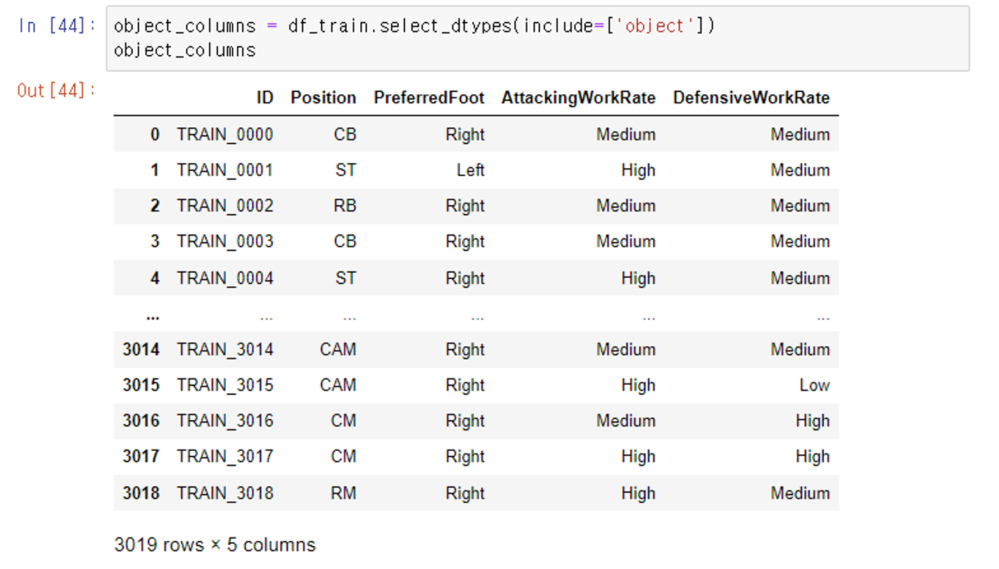 In [44]: object_columns = df_train.select_dtypes(include=['object'])
object_columns
Out[44]:
ID Position PreferredFoot AttackingWorkRate DefensiveWorkRate
0 TRAIN_0000 CB Right Medium Medium
1 TRAIN_0001 ST Left High Medium
2 TRAIN_0002 RB Right Medium Medium
3 TRAIN_0003 CB Right Medium Medium
4 TRAIN_0004 ST Right High Medium
... ... ... ... ... ...
3014 TRAIN_3014 CAM Right Medium Medium
3015 TRAIN_3015 CAM Right High Low
3016 TRAIN_3016 CM Right Medium High
3017 TRAIN_3017 CM Right High High
3018 TRAIN_3018 RM Right High Medium
3019 rows × 5 columns